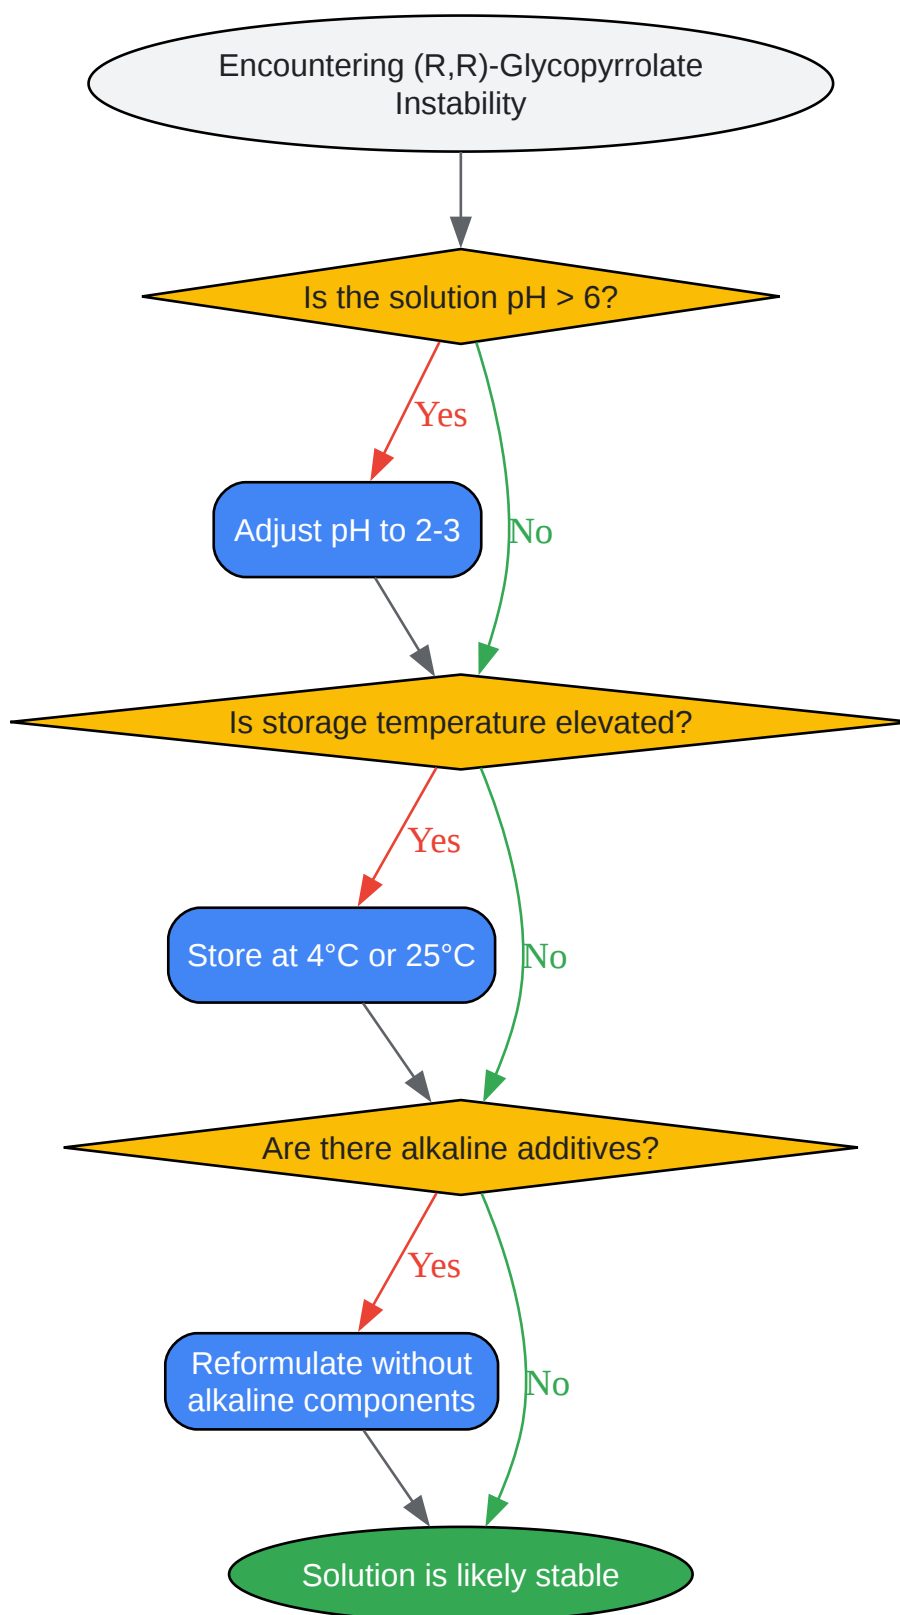 Encountering (R,R)-Glycopyrrolate
Instability
Is the solution pH > 6?
Yes
Adjust pH to 2-3
No
Is storage temperature elevated?
Yes
Store at 4°C or 25°C
No
Are there alkaline additives?
Yes
Reformulate without
alkaline components
No
Solution is likely stable